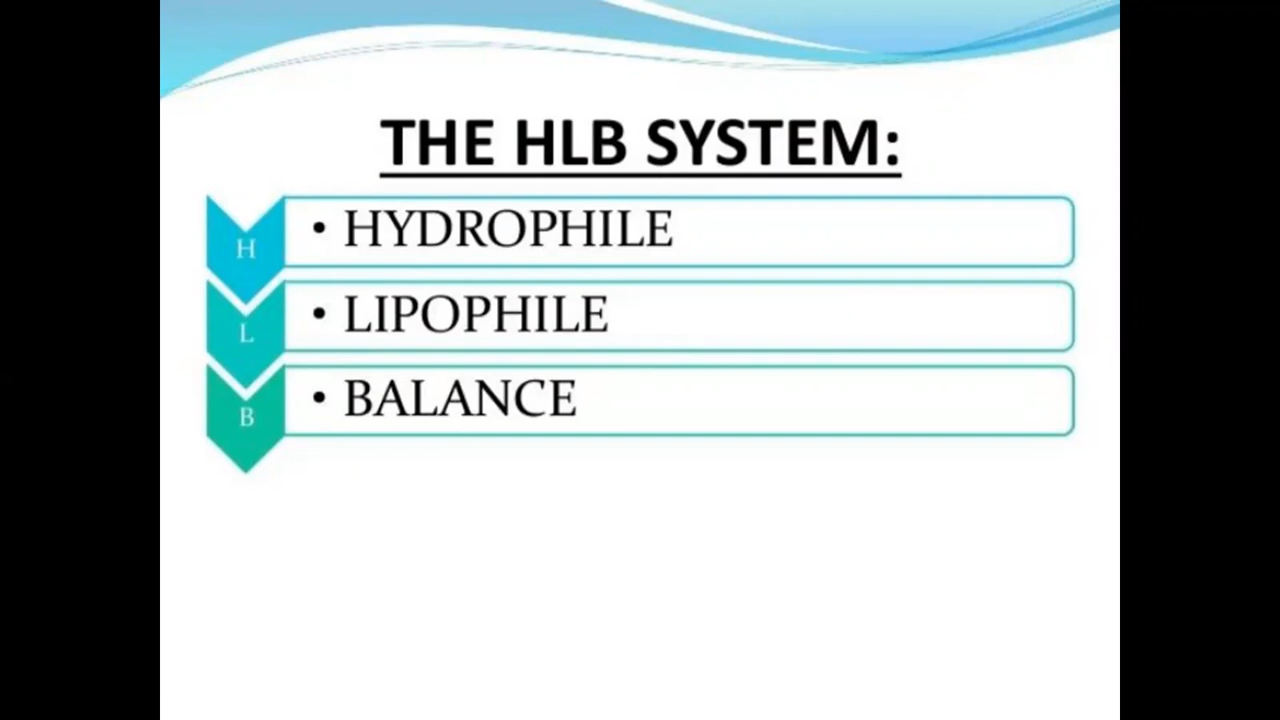 THE HLB SYSTEM:
H
• HYDROPHILE
L
• LIPOPHILE
B
• BALANCE